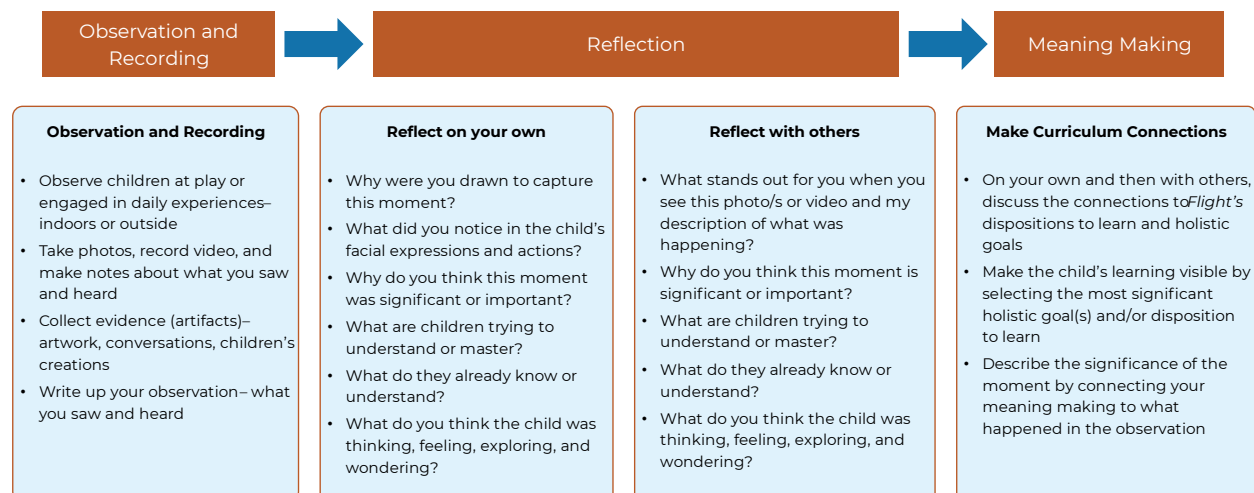 Observation and
Recording
Reflection
Meaning Making
Observation and Recording
• Observe children at play or
engaged in daily experiences–
indoors or outside
• Take photos, record video, and
make notes about what you saw
and heard
• Collect evidence (artifacts)–
artwork, conversations, children's
creations
• Write up your observation– what
you saw and heard
Reflect on your own
• Why were you drawn to capture
this moment?
• What did you notice in the child's
facial expressions and actions?
• Why do you think this moment
was significant or important?
• What are children trying to
understand or master?
• What do they already know or
understand?
• What do you think the child was
thinking, feeling, exploring, and
wondering?
Reflect with others
• What stands out for you when you
see this photo/s or video and my
description of what was
happening?
• Why do you think this moment is
significant or important?
• What are children trying to
understand or master?
• What do they already know or
understand?
• What do you think the child was
thinking, feeling, exploring, and
wondering?
Make Curriculum Connections
• On your own and then with others,
discuss the connections to Flight's
dispositions to learn and holistic
goals
• Make the child's learning visible by
selecting the most significant
holistic goal(s) and/or disposition
to learn
• Describe the significance of the
moment by connecting your
meaning making to what
happened in the observation